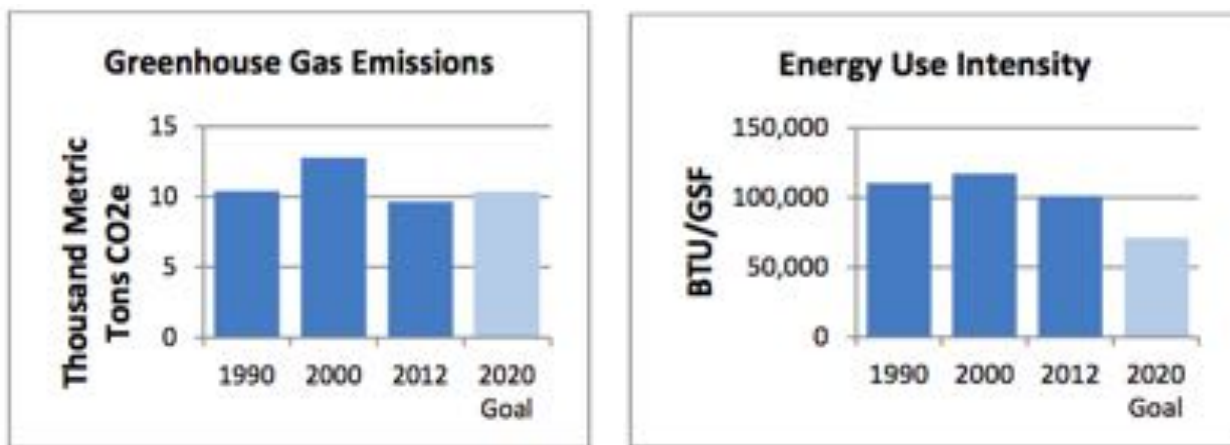 Greenhouse Gas Emissions
Thousand Metric
Tons CO2e
15
10
5
0
1990 2000 2012 2020
Goal
Energy Use Intensity
BTU/GSF
150,000
100,000
50,000
0
1990 2000 2012 2020
Goal